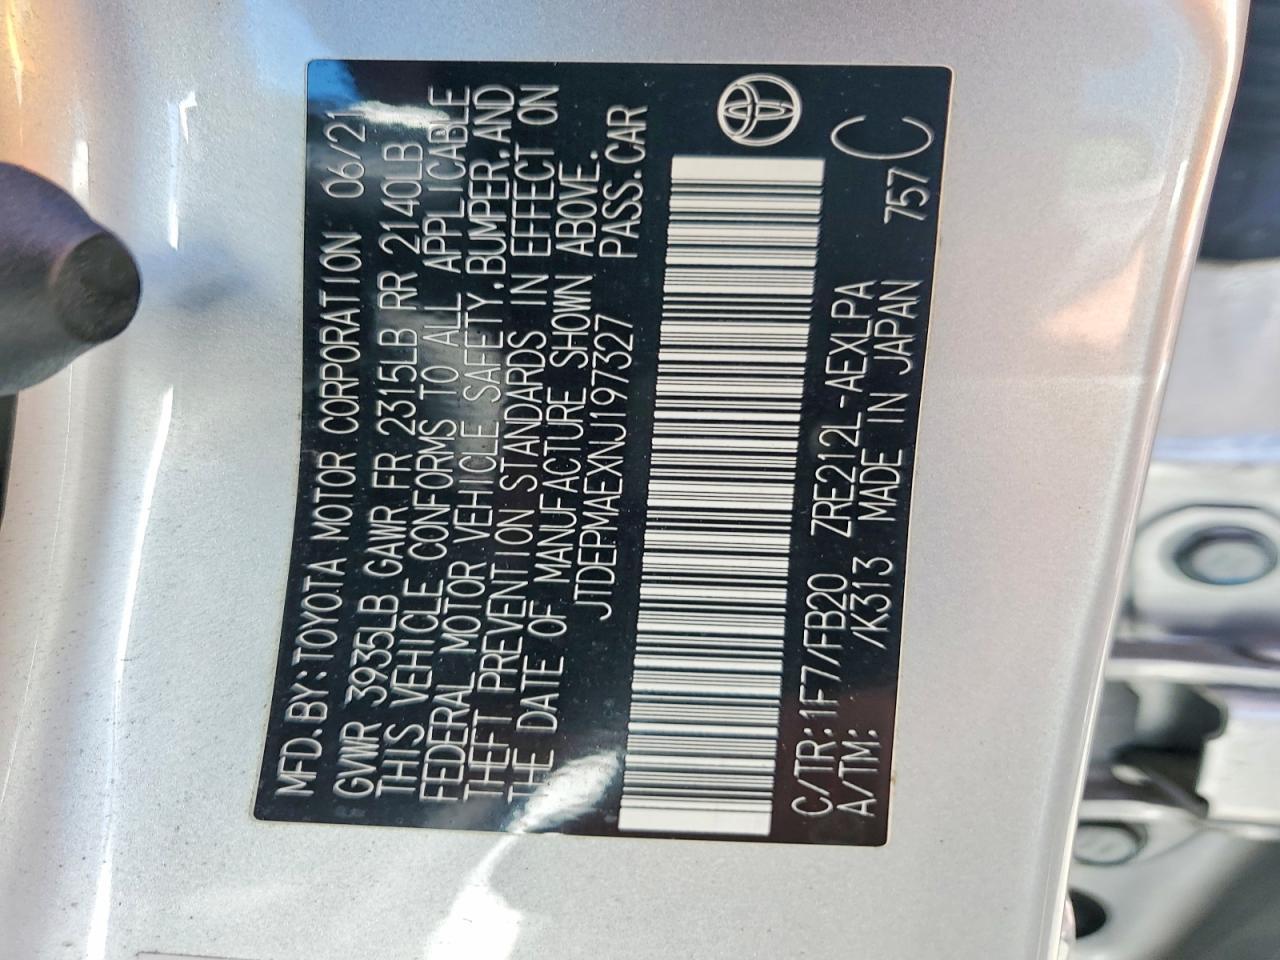 MFD.BY:TOYOTA MOTOR CORPORATION 06/21
GVWR 3935LB GAWR FR 2315LB RR 2140LB
THIS VEHICLE CONFORMS TO ALL APPLICABLE
FEDERAL MOTOR VEHICLE SAFETY,BUMPER,AND
THEFT PREVENTION STANDARDS IN EFFECT ON
THE DATE OF MANUFACTURE SHOWN ABOVE.
JTDEPMAEXNJ197327 PASS.CAR
C/TR:1F7/FB20 ZRE212L-AEXLPA C
A/TM: /K313 MADE IN JAPAN 757